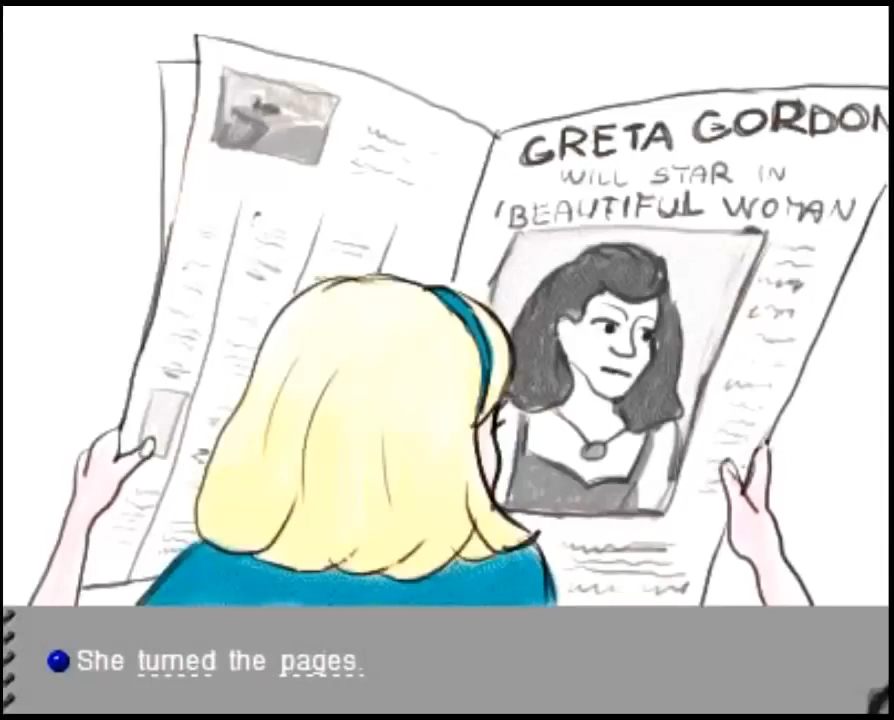 GRETA GORDON
WILL STAR IN
'BEAUTIFUL WOMAN
She turned the pages.